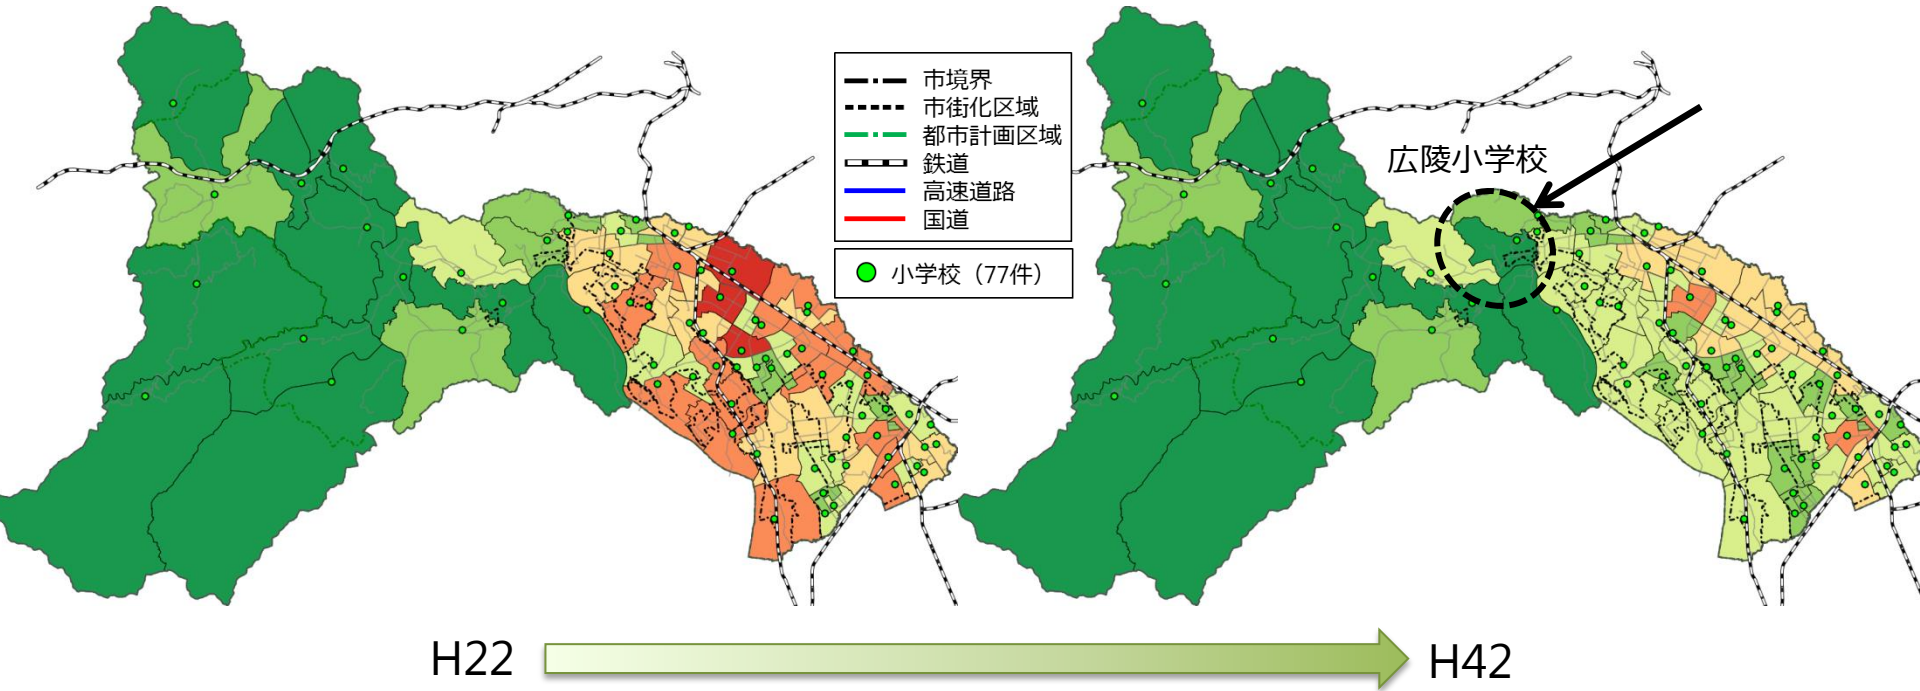 市境界
市街化区域
都市計画区域
鉄道
高速道路
国道
小学校（77件）
広陵小学校
H22
H42